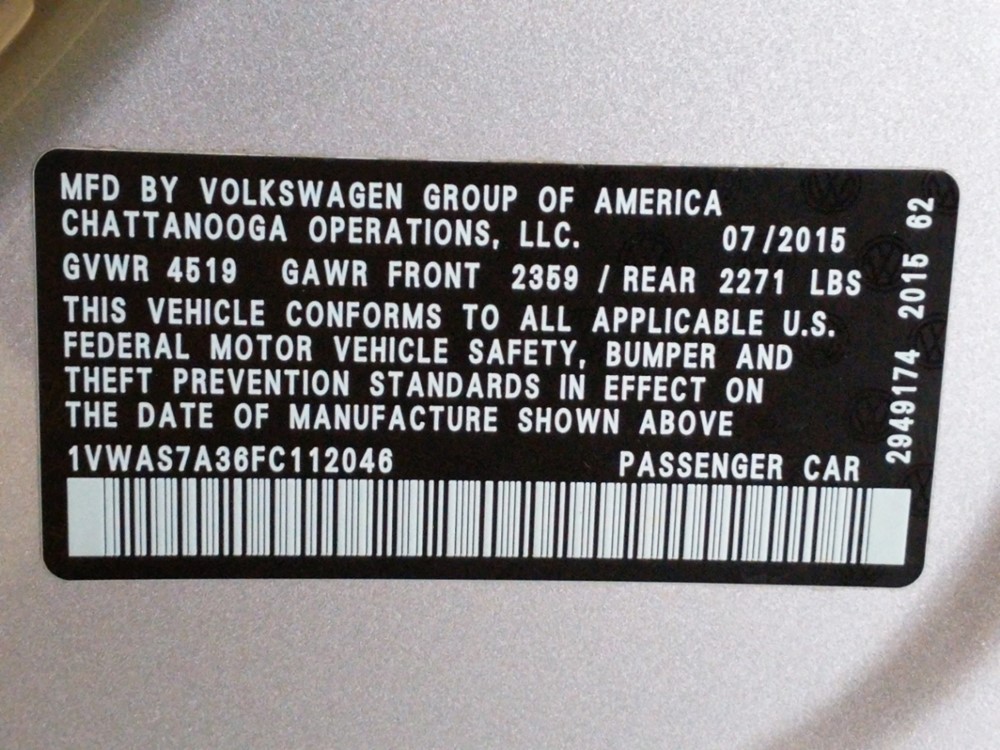 MFD BY VOLKSWAGEN GROUP OF AMERICA
CHATTANOOGA OPERATIONS, LLC. 07/2015
GVWR 4519 GAWR FRONT 2359 / REAR 2271 LBS
THIS VEHICLE CONFORMS TO ALL APPLICABLE U.S.
FEDERAL MOTOR VEHICLE SAFETY, BUMPER AND
THEFT PREVENTION STANDARDS IN EFFECT ON
THE DATE OF MANUFACTURE SHOWN ABOVE
1VWAS7A36FC112046 PASSENGER CAR
2949174 2015 62